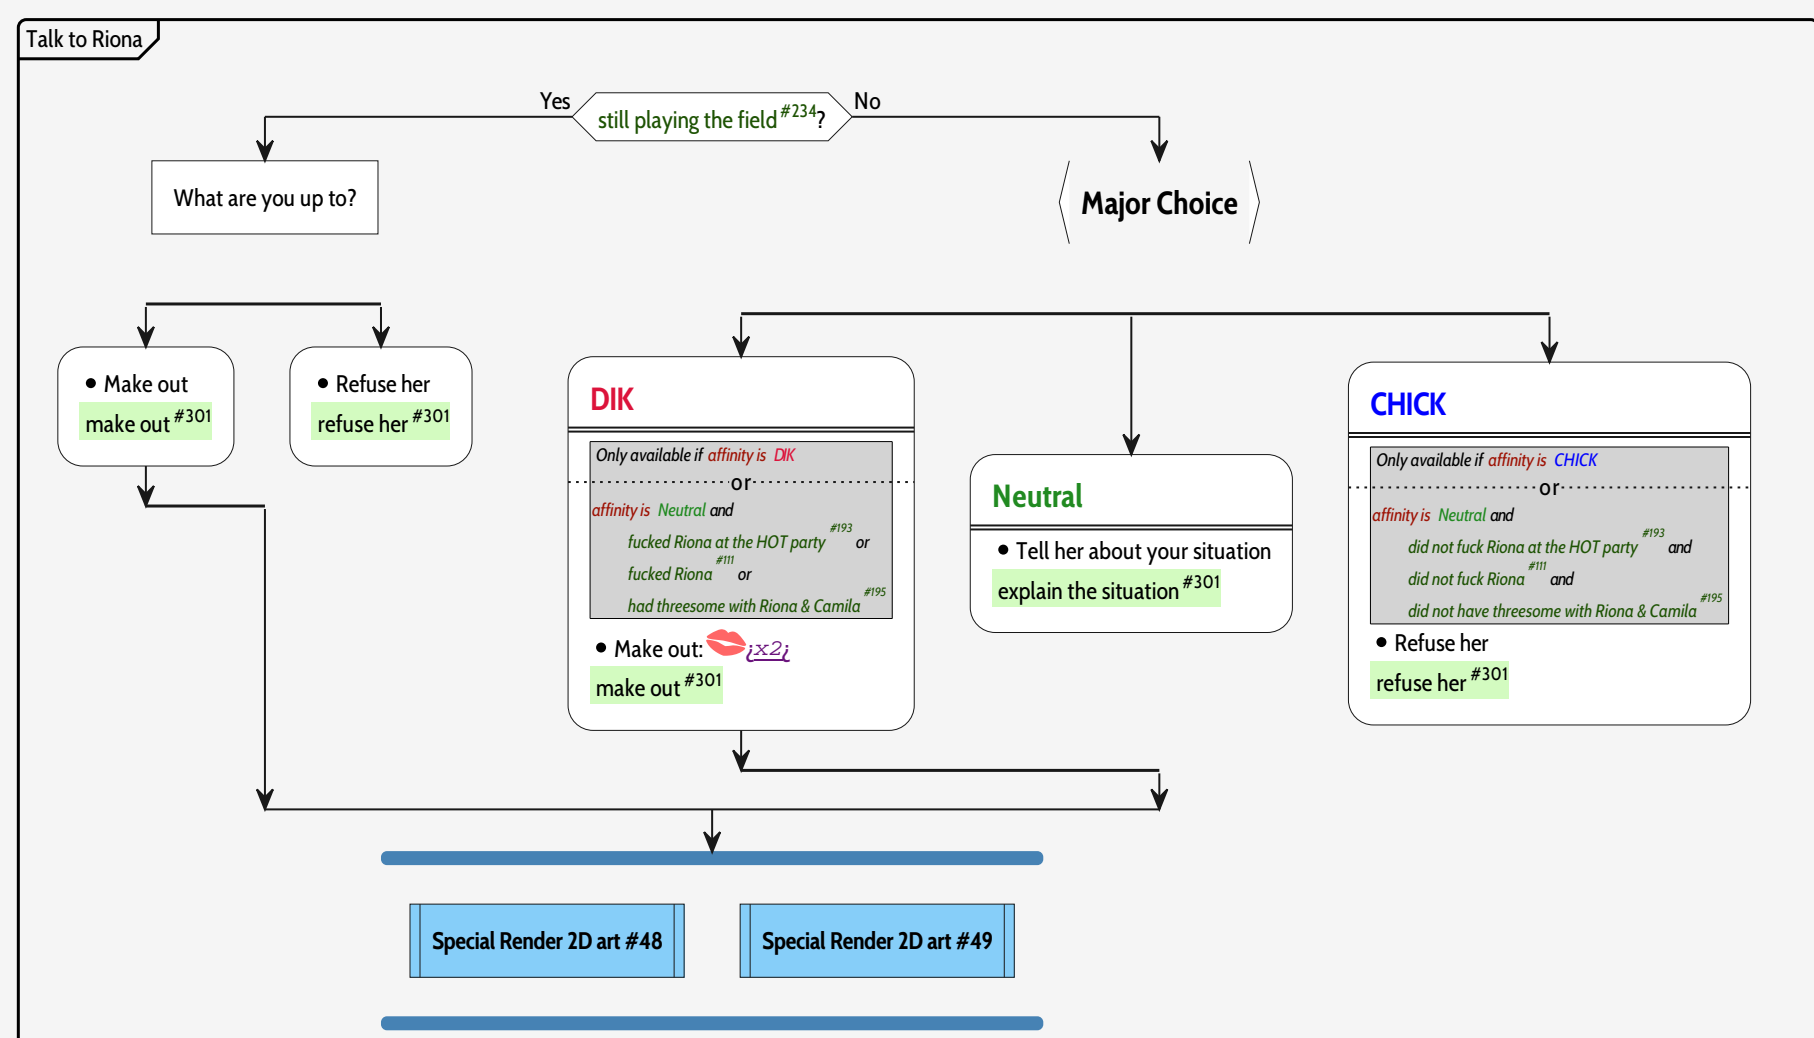 Talk to Riona
Yes
still playing the field #234?
No
What are you up to?
Major Choice
• Make out
make out #301
• Refuse her
refuse her #301
DIK
Only available if affinity is DIK
or
affinity is Neutral and
fucked Riona at the HOT party #193 or
fucked Riona #111 or
had threesome with Riona & Camila #195
• Make out: ¿x2¿
make out #301
Neutral
• Tell her about your situation
explain the situation #301
CHICK
Only available if affinity is CHICK
or
affinity is Neutral and
did not fuck Riona at the HOT party #193 and
did not fuck Riona #111 and
did not have threesome with Riona & Camila #195
• Refuse her
refuse her #301
Special Render 2D art #48
Special Render 2D art #49